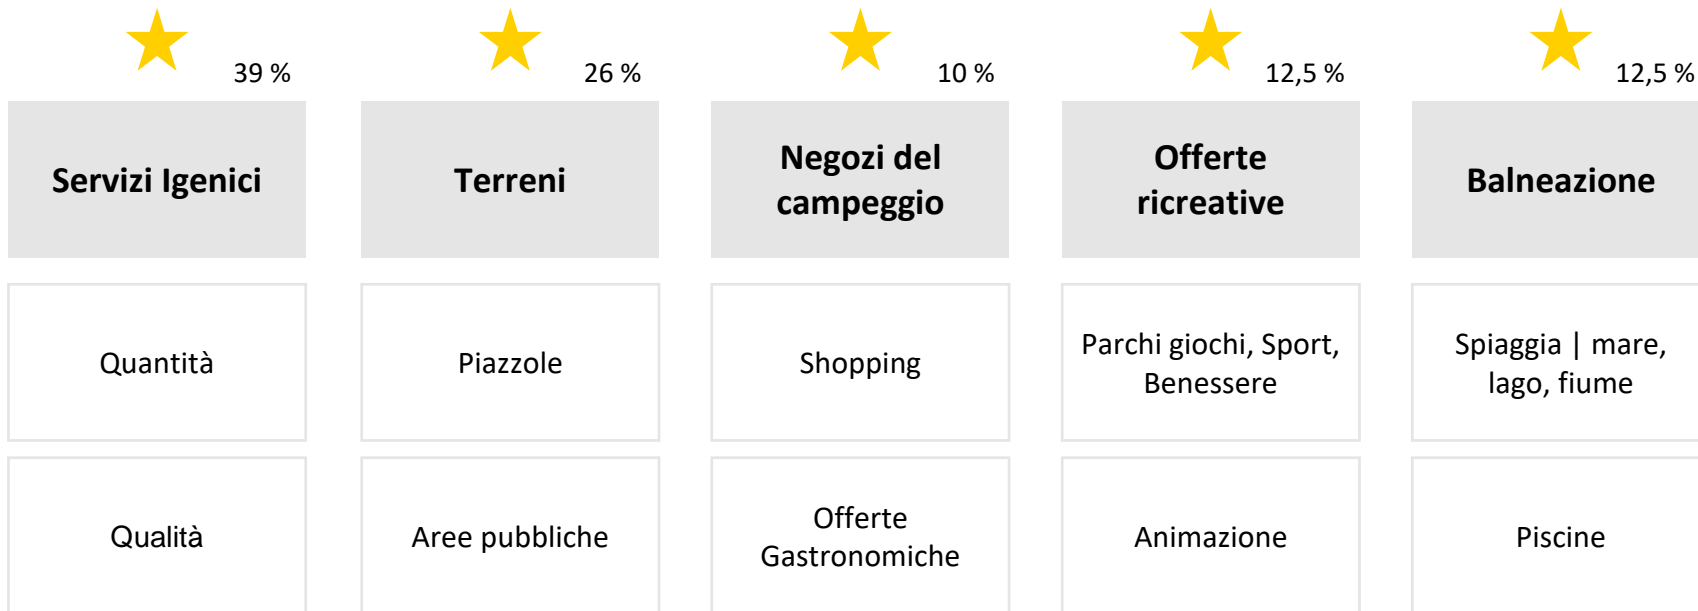 39 %
26 %
10 %
12,5 %
12,5 %
Servizi Igenici
Terreni
Negozi del
campeggio
Offerte
ricreative
Balneazione
Quantità
Piazzole
Shopping
Parchi giochi, Sport,
Benessere
Spiaggia | mare,
lago, fiume
Qualità
Aree pubbliche
Offerte
Gastronomiche
Animazione
Piscine